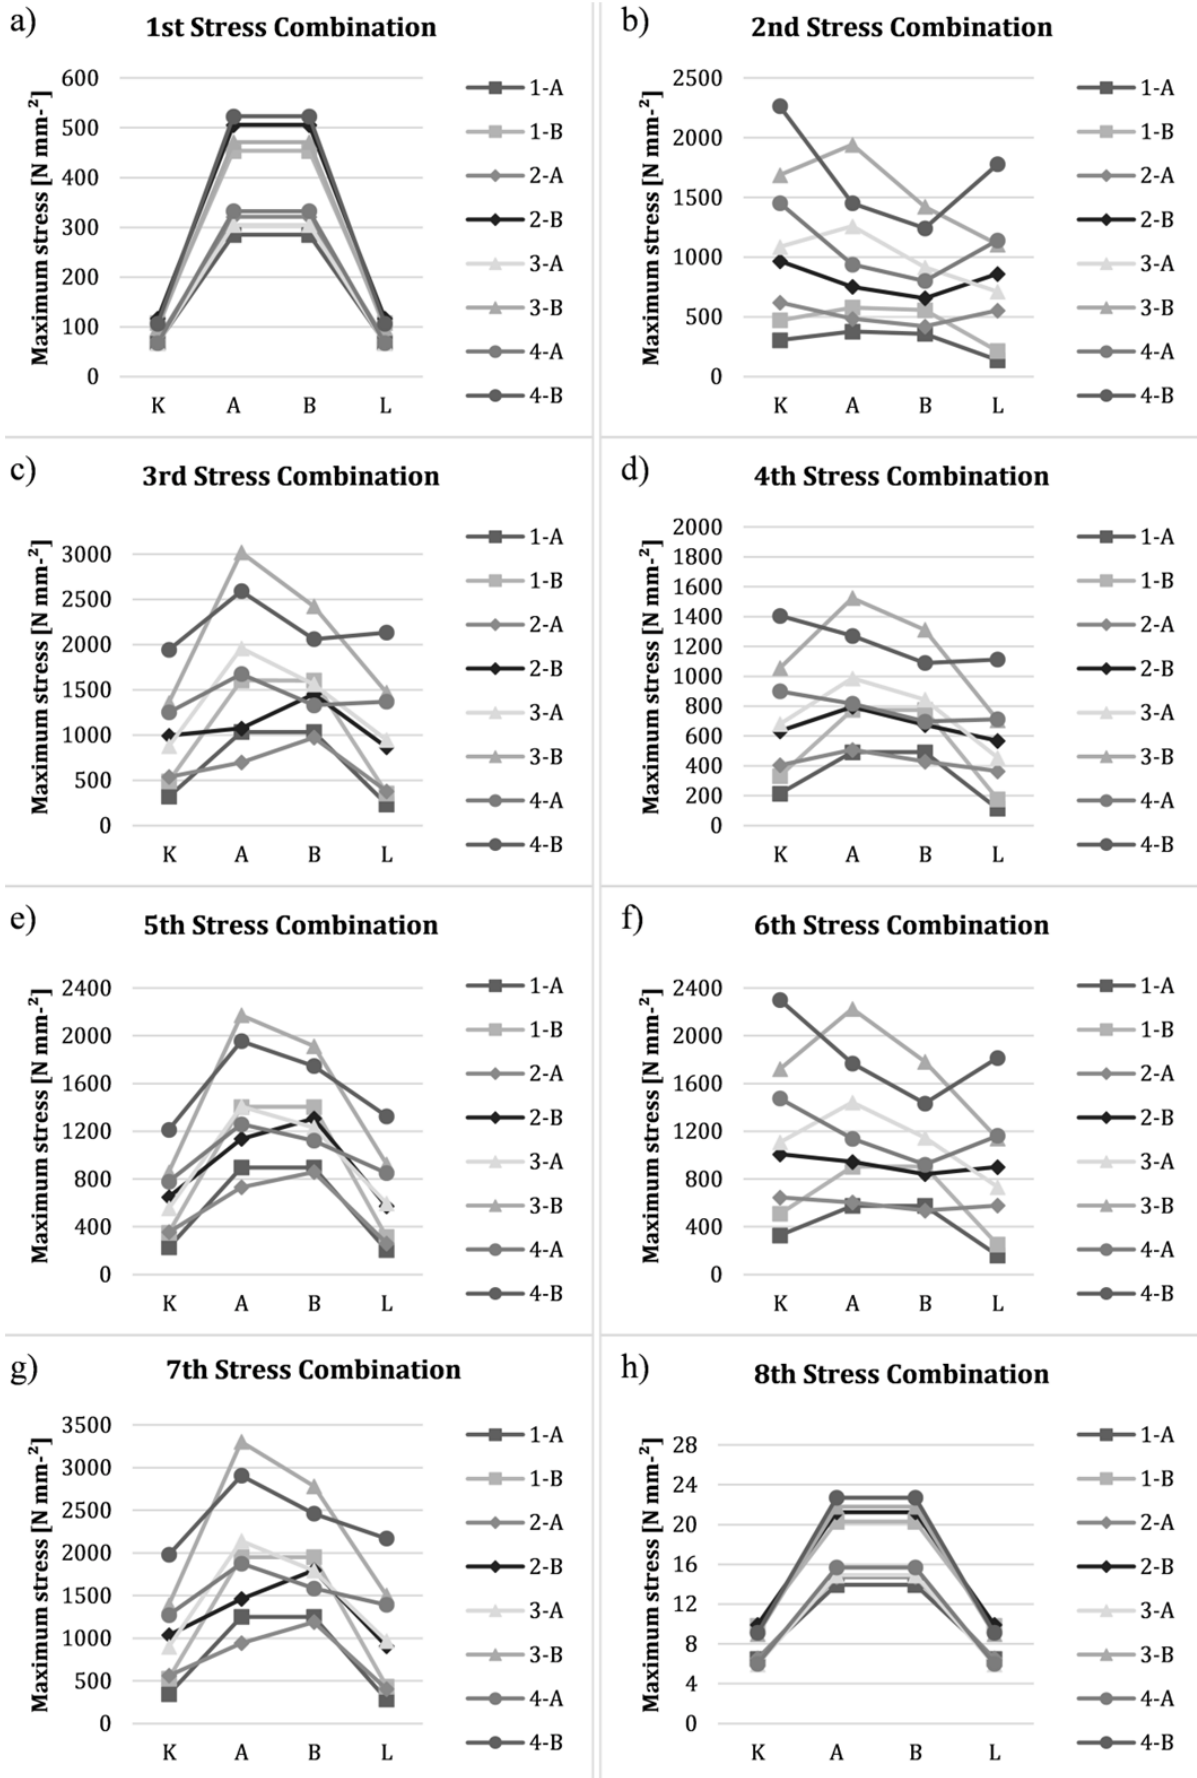 a)
1st Stress Combination
Maximum stress [N mm-²]
600
500
400
300
200
100
0
K A B L
1-A
1-B
2-A
2-B
3-A
3-B
4-A
4-B
b)
2nd Stress Combination
Maximum stress [N mm-²]
2500
2000
1500
1000
500
0
K A B L
1-A
1-B
2-A
2-B
3-A
3-B
4-A
4-B
c)
3rd Stress Combination
Maximum stress [N mm-²]
3000
2500
2000
1500
1000
500
0
K A B L
1-A
1-B
2-A
2-B
3-A
3-B
4-A
4-B
d)
4th Stress Combination
Maximum stress [N mm-²]
2000
1800
1600
1400
1200
1000
800
600
400
200
0
K A B L
1-A
1-B
2-A
2-B
3-A
3-B
4-A
4-B
e)
5th Stress Combination
Maximum stress [N mm-²]
2400
2000
1600
1200
800
400
0
K A B L
1-A
1-B
2-A
2-B
3-A
3-B
4-A
4-B
f)
6th Stress Combination
Maximum stress [N mm-²]
2400
2000
1600
1200
800
400
0
K A B L
1-A
1-B
2-A
2-B
3-A
3-B
4-A
4-B
g)
7th Stress Combination
Maximum stress [N mm-²]
3500
3000
2500
2000
1500
1000
500
0
K A B L
1-A
1-B
2-A
2-B
3-A
3-B
4-A
4-B
h)
8th Stress Combination
Maximum stress [N mm-²]
28
24
20
16
12
8
4
0
K A B L
1-A
1-B
2-A
2-B
3-A
3-B
4-A
4-B